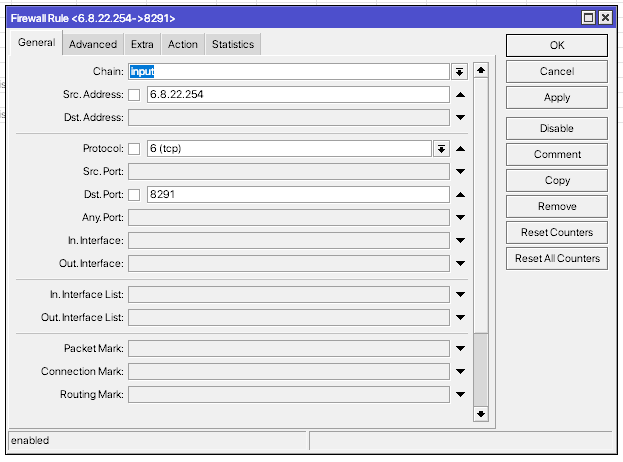 Firewall Rule <6.8.22.254->8291>
General Advanced Extra Action Statistics
Chain: input
Src. Address: 6.8.22.254
Dst. Address:
Protocol: 6 (tcp)
Src. Port:
Dst. Port: 8291
Any. Port:
In. Interface:
Out. Interface:
In. Interface List:
Out. Interface List:
Packet Mark:
Connection Mark:
Routing Mark:
OK
Cancel
Apply
Disable
Comment
Copy
Remove
Reset Counters
Reset All Counters
enabled